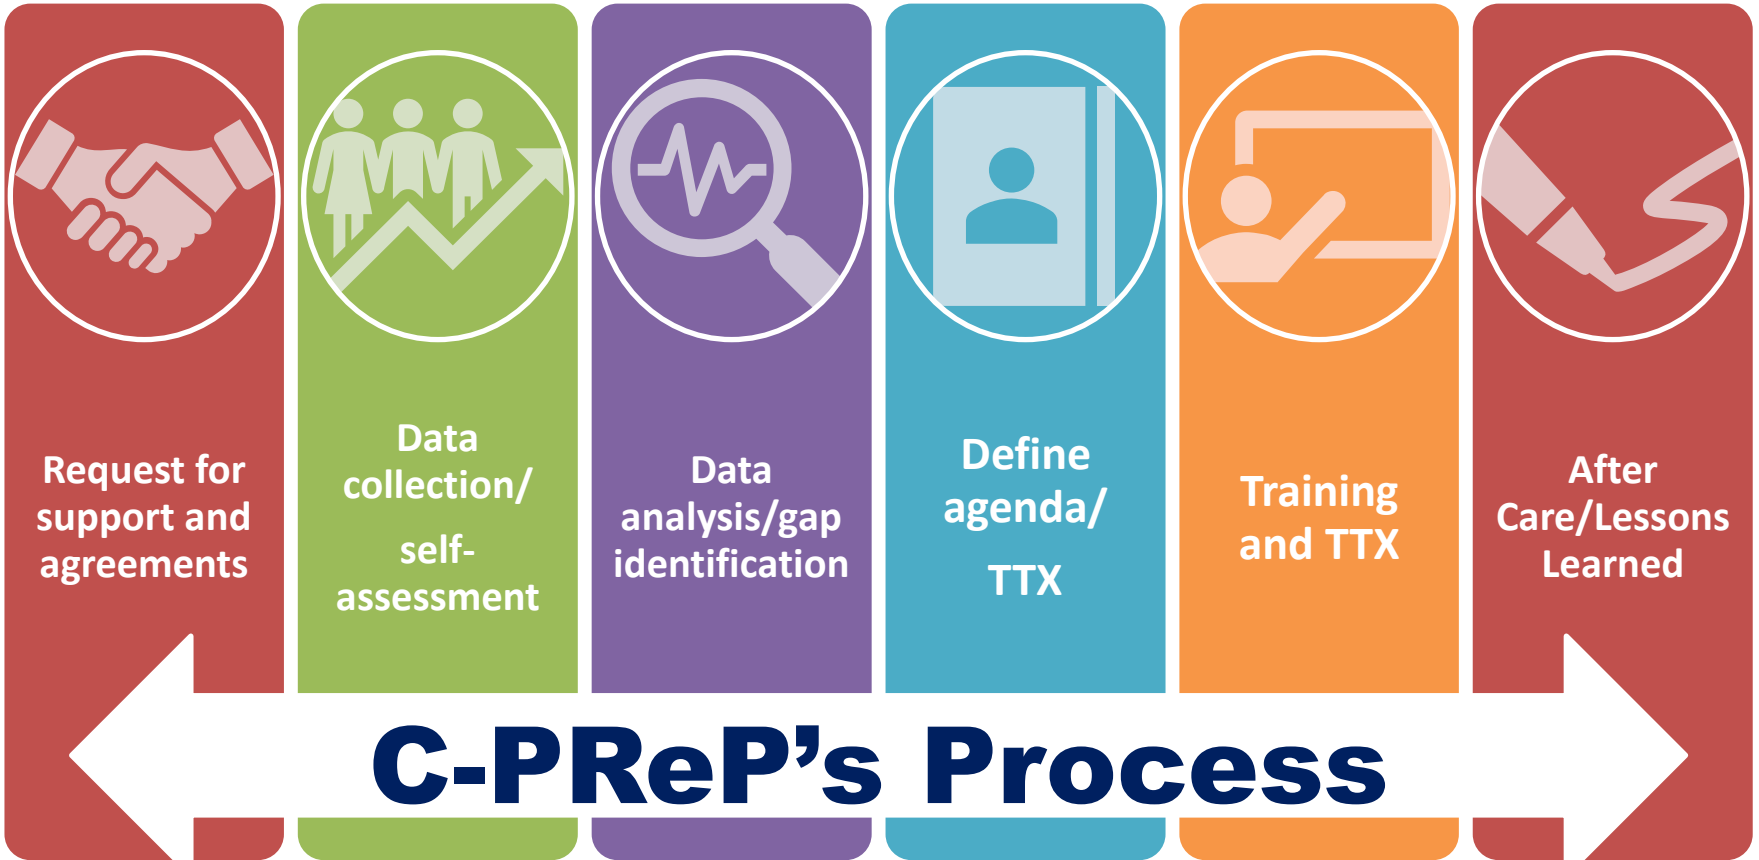 Request for
support and
agreements
Data
collection/
self-
assessment
Data
analysis/gap
identification
Define
agenda/
TTX
Training
and TTX
After
Care/Lessons
Learned
C-PReP’s Process